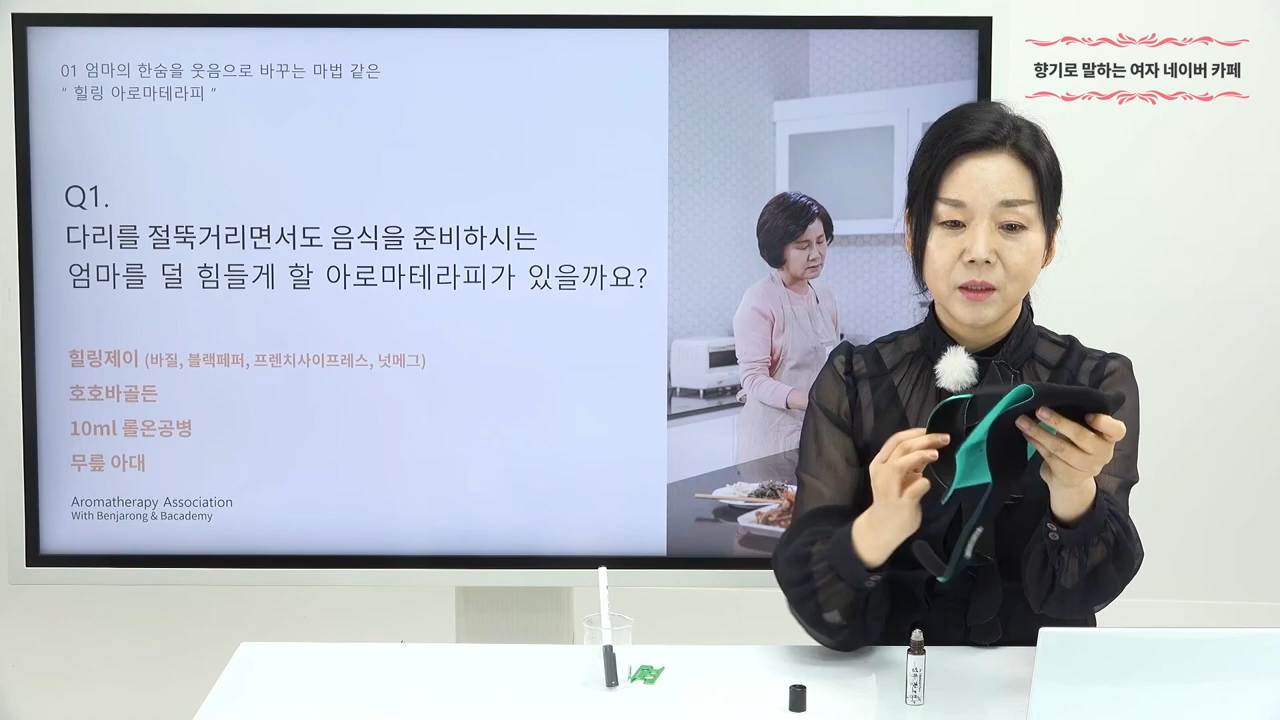 01 엄마의 한숨을 웃음으로 바꾸는 마법 같은
" 힐링 아로마테라피 "
향기로 말하는 여자 네이버 카페
Q1.
다리를 절뚝거리면서도 음식을 준비하시는
엄마를 덜 힘들게 할 아로마테라피가 있을까요?
힐링제이 (바질, 블랙페퍼, 프렌치사이프레스, 넛메그)
호호바골든
10ml 롤온공병
무릎 아대
Aromatherapy Association
With Benjarong & Bacademy